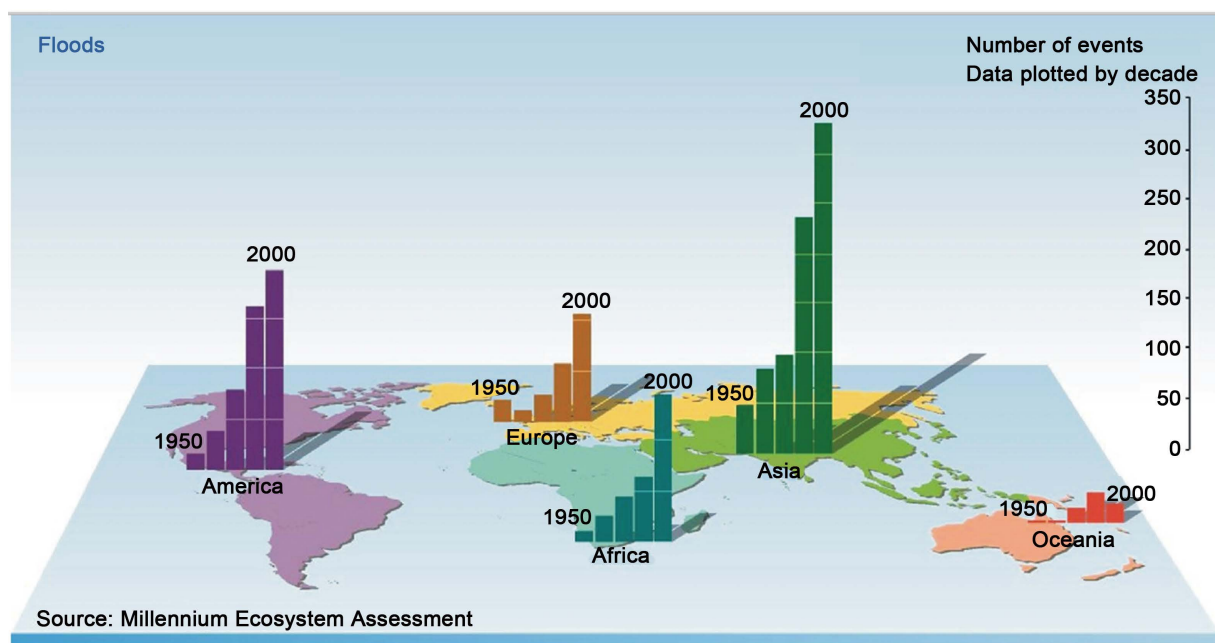 Floods
Number of events
Data plotted by decade
350
300
250
200
150
100
50
0
2000
1950
America
2000
1950
Europe
2000
1950
Africa
2000
1950
Asia
1950
2000
Oceania
Source: Millennium Ecosystem Assessment